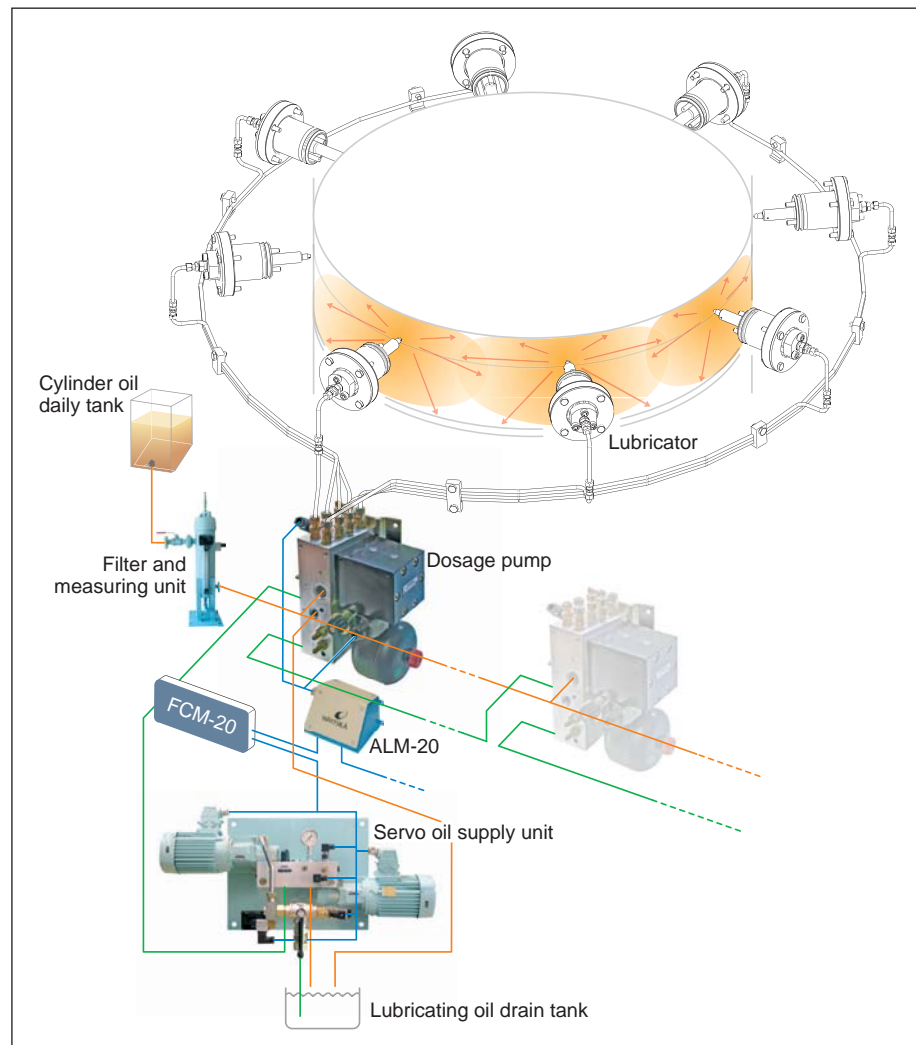 Cylinder oil
daily tank
Lubricator
Filter and
measuring unit
Dosage pump
FCM-20
WÄRTSILÄ
ALM-20
Servo oil supply unit
Lubricating oil drain tank